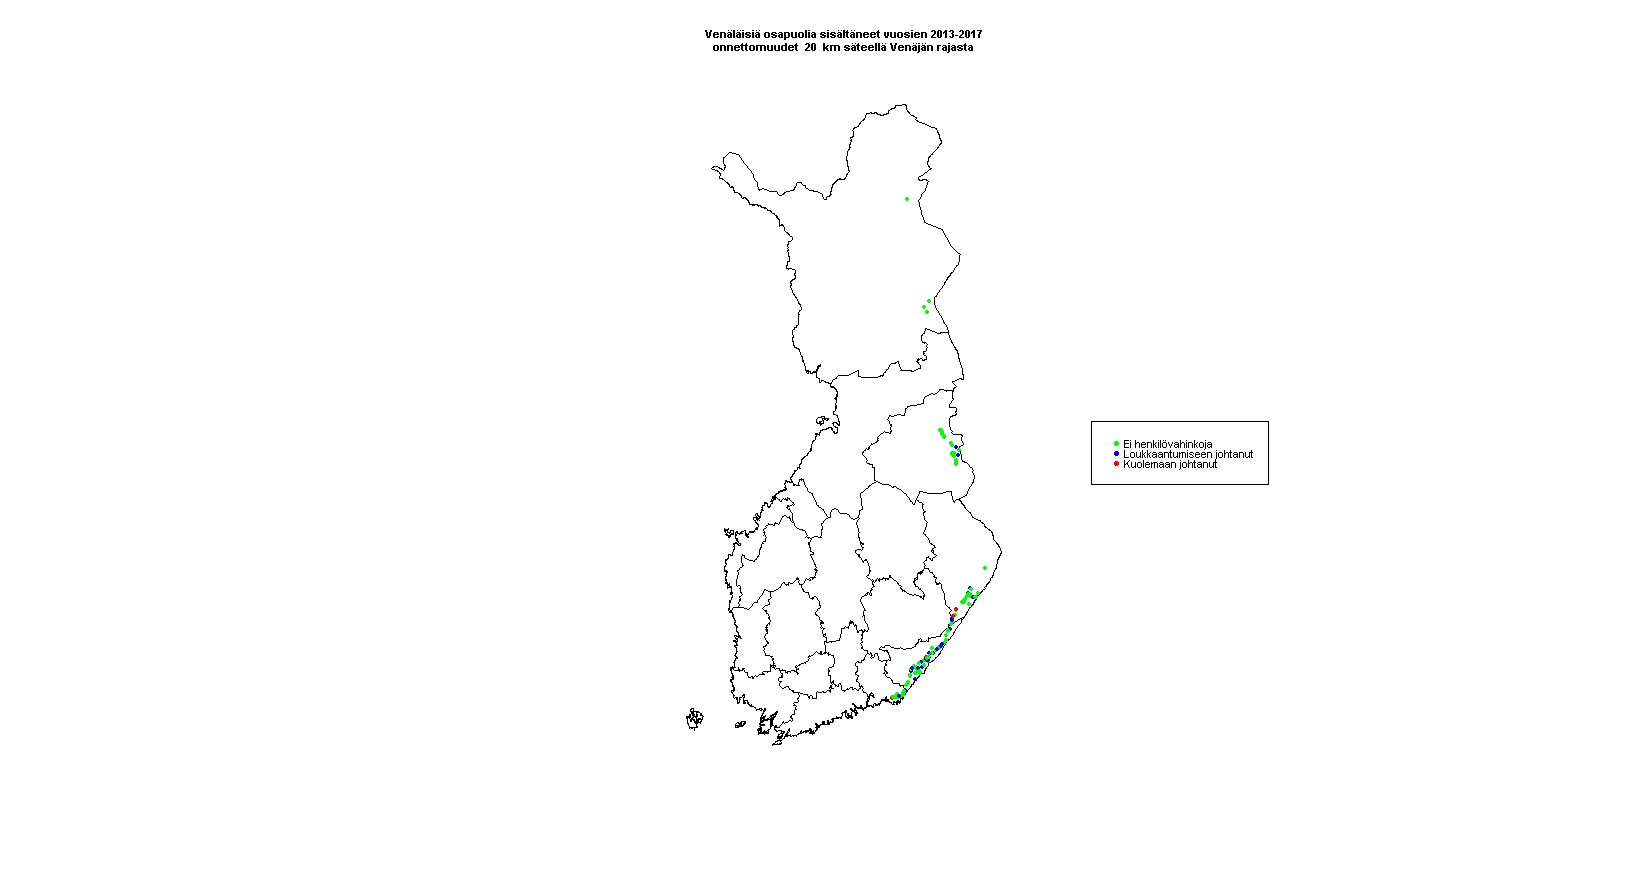 Venäläisiä osapuolia sisältäneet vuosien 2013-2017
onnettomuudet 20 km säteellä Venäjän rajasta
Ei henkilövahinkoja
Loukkaantumiseen johtanut
Kuolemaan johtanut